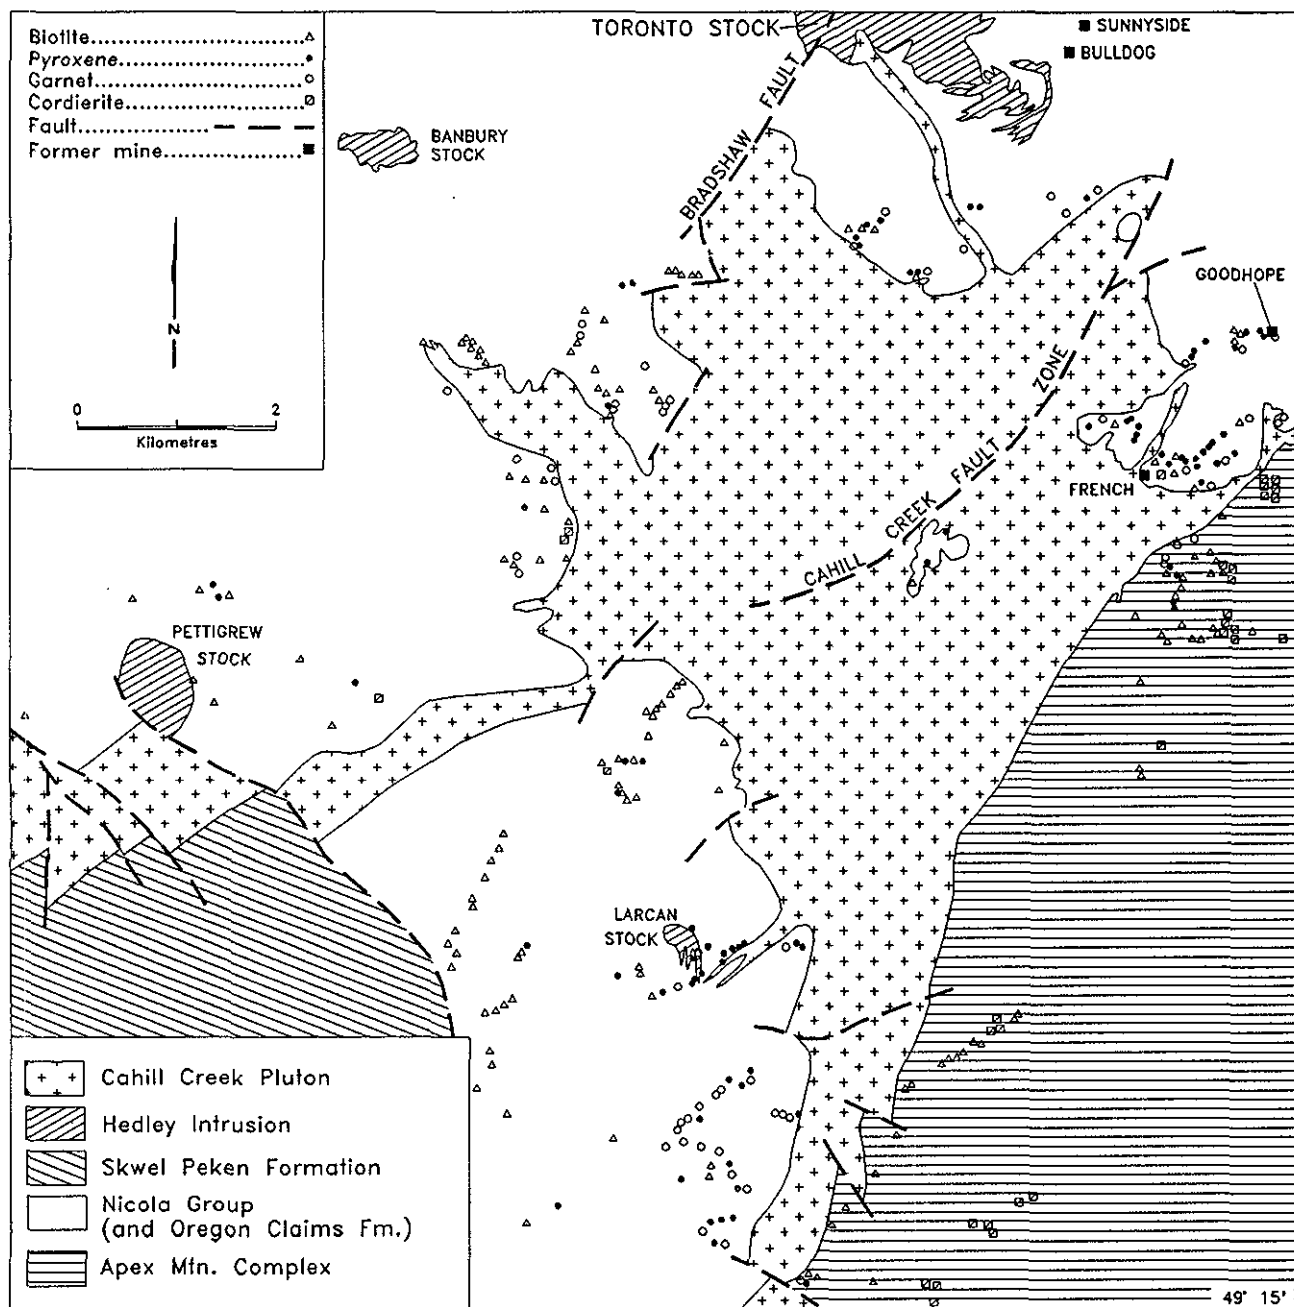 Biotite
Pyroxene
Garnet
Cordierite
Fault
Former mine
N
0 2
Kilometres
TORONTO STOCK
SUNNYSIDE
BULLDOG
BANBURY
STOCK
BRADSHAW FAULT
GOODHOPE
CAHILL CREEK FAULT ZONE
FRENCH
PETTIGREW
STOCK
LARCAN
STOCK
Cahill Creek Pluton
Hedley Intrusion
Skwel Peken Formation
Nicola Group
(and Oregon Claims Fm.)
Apex Mtn. Complex
49° 15'